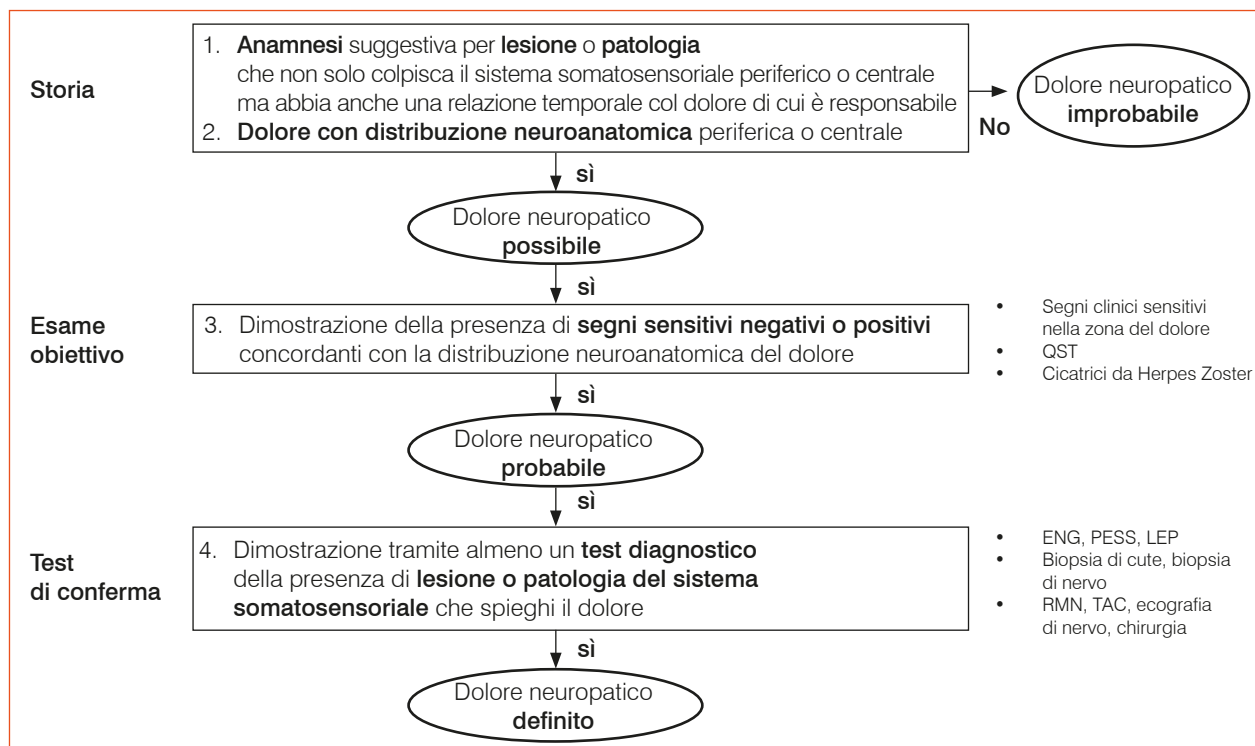 Storia
1. Anamnesi suggestiva per lesione o patologia
che non solo colpisca il sistema somatosensoriale periferico o centrale
ma abbia anche una relazione temporale col dolore di cui è responsabile
2. Dolore con distribuzione neuroanatomica periferica o centrale
No
Dolore neuropatico
improbabile
sì
Dolore neuropatico
possibile
sì
Esame
obiettivo
3. Dimostrazione della presenza di segni sensitivi negativi o positivi
concordanti con la distribuzione neuroanatomica del dolore
• Segni clinici sensitivi
nella zona del dolore
• QST
• Cicatrici da Herpes Zoster
sì
Dolore neuropatico
probabile
sì
Test
di conferma
4. Dimostrazione tramite almeno un test diagnostico
della presenza di lesione o patologia del sistema
somatosensoriale che spieghi il dolore
• ENG, PESS, LEP
• Biopsia di cute, biopsia
di nervo
• RMN, TAC, ecografia
di nervo, chirurgia
sì
Dolore neuropatico
definito